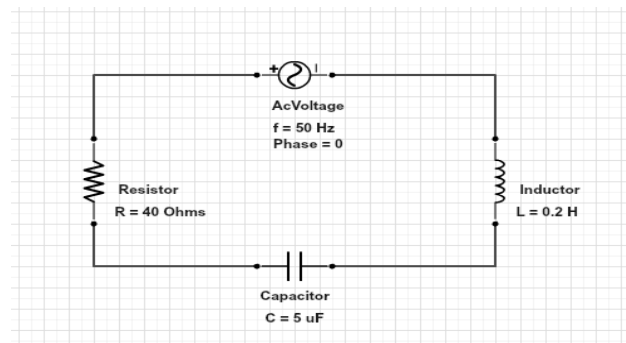 +
AcVoltage
f = 50 Hz
Phase = 0
Resistor
R = 40 Ohms
Inductor
L = 0.2 H
Capacitor
C = 5 uF